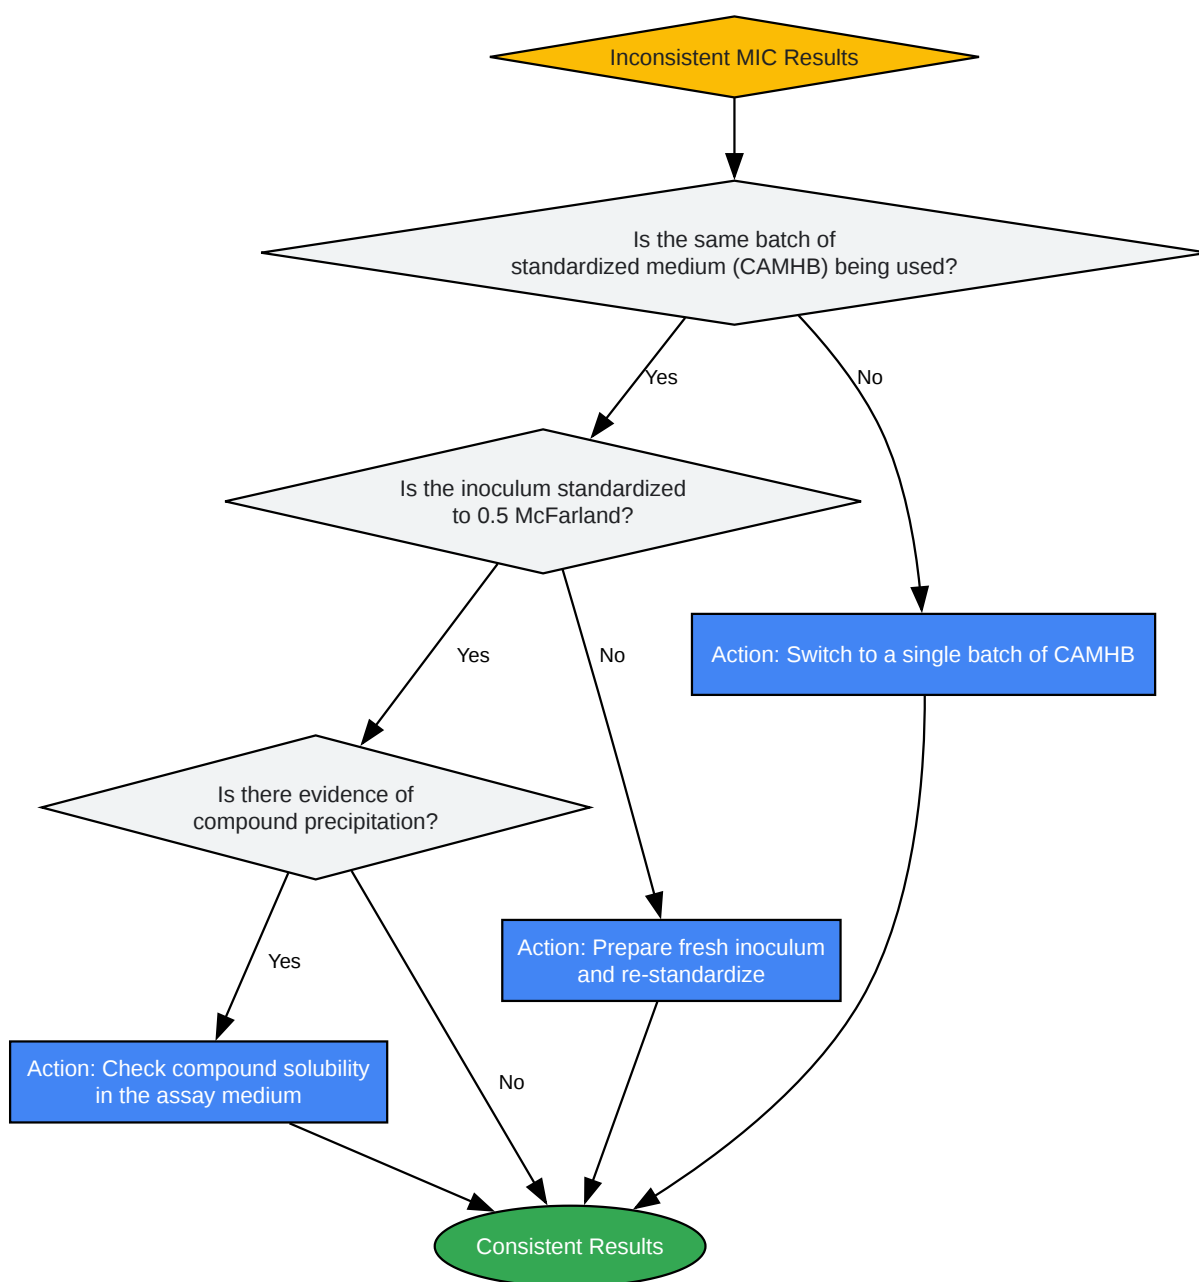 Inconsistent MIC Results
Is the same batch of
standardized medium (CAMHB) being used?
Yes
No
Is the inoculum standardized
to 0.5 McFarland?
Yes
No
Action: Switch to a single batch of CAMHB
Is there evidence of
compound precipitation?
Yes
No
Action: Prepare fresh inoculum
and re-standardize
Action: Check compound solubility
in the assay medium
Consistent Results